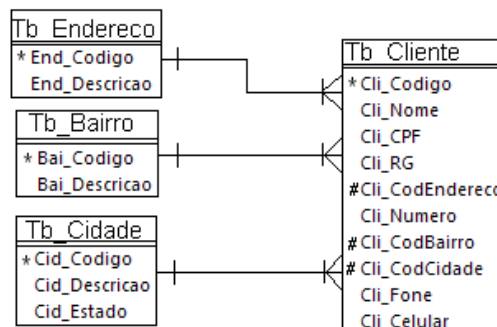 Tb_Endereco
* End_Codigo
End_Descricao
Tb_Bairro
* Bai_Codigo
Bai_Descricao
Tb_Cidade
* Cid_Codigo
Cid_Descricao
Cid_Estado
Tb_Cliente
* Cli_Codigo
Cli_Nome
Cli_CPF
Cli_RG
#Cli_CodEndereco
Cli_Numero
#Cli_CodBairro
# Cli_CodCidade
Cli_Fone
Cli_Celular